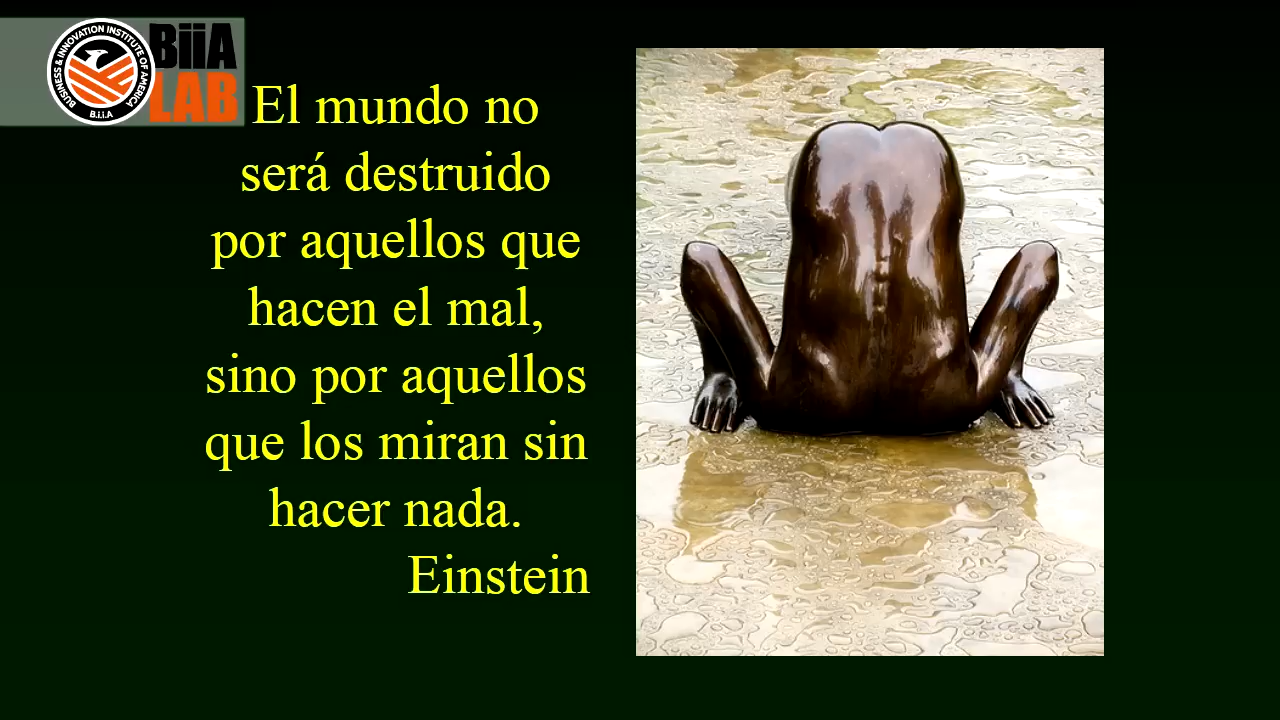 BUSINESS & INNOVATION INSTITUTE OF AMERICA
B.i.i.A
BiiA
LAB
El mundo no
será destruido
por aquellos que
hacen el mal,
sino por aquellos
que los miran sin
hacer nada.
Einstein